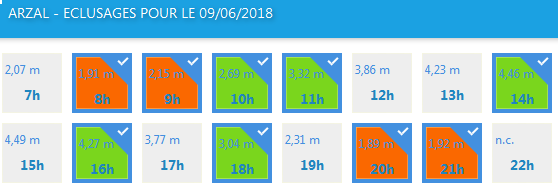 ARZAL - ECLUSAGES POUR LE 09/06/2018
2,07 m 1,91 m 2,15 m 2,69 m 3,32 m 3,86 m 4,23 m 4,46 m
7h 8h 9h 10h 11h 12h 13h 14h
4,49 m 4,27 m 3,77 m 3,04 m 2,31 m 1,89 m 1,92 m n.c.
15h 16h 17h 18h 19h 20h 21h 22h